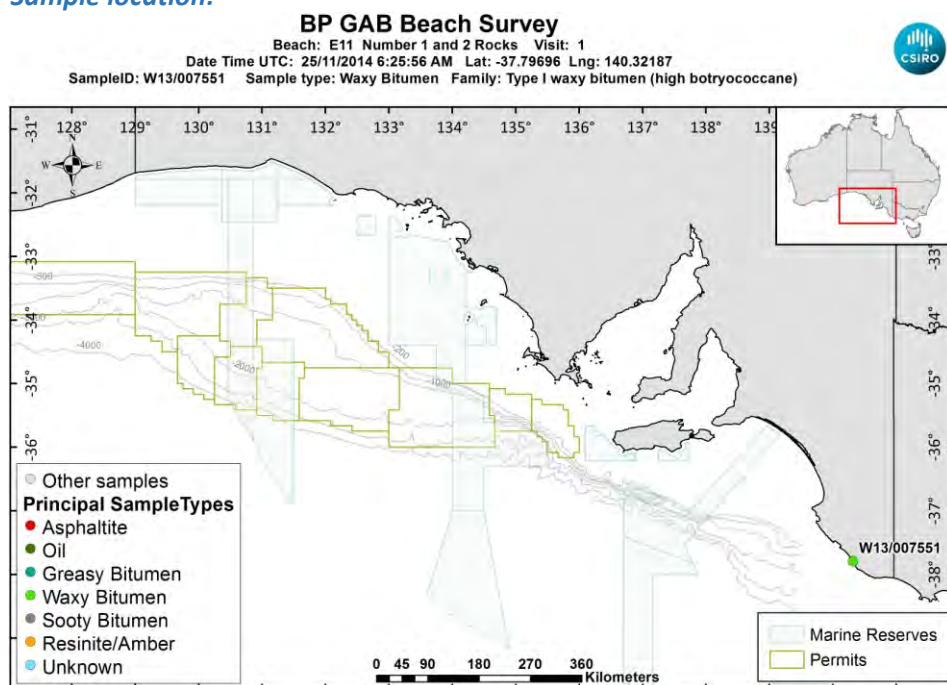 Sample location:
BP GAB Beach Survey
Beach: E11 Number 1 and 2 Rocks Visit: 1
Date Time UTC: 25/11/2014 6:25:56 AM Lat: -37.79696 Lng: 140.32187
SampleID: W13/007551 Sample type: Waxy Bitumen Family: Type I waxy bitumen (high botryococcane)
CSIRO
128° 129° 130° 131° 132° 133° 134° 135° 136° 137° 138° 139
-31°
-32°
-33°
-34°
-35°
-36°
-37°
-38°
N
W E
S
-33°
-34°
-35°
-36°
-37°
-38°
-4000
-2000
-200
-1000
W13/007551
Other samples
Principal SampleTypes
Asphaltite
Oil
Greasy Bitumen
Waxy Bitumen
Sooty Bitumen
Resinite/Amber
Unknown
0 45 90 180 270 360
Kilometers
Marine Reserves
Permits